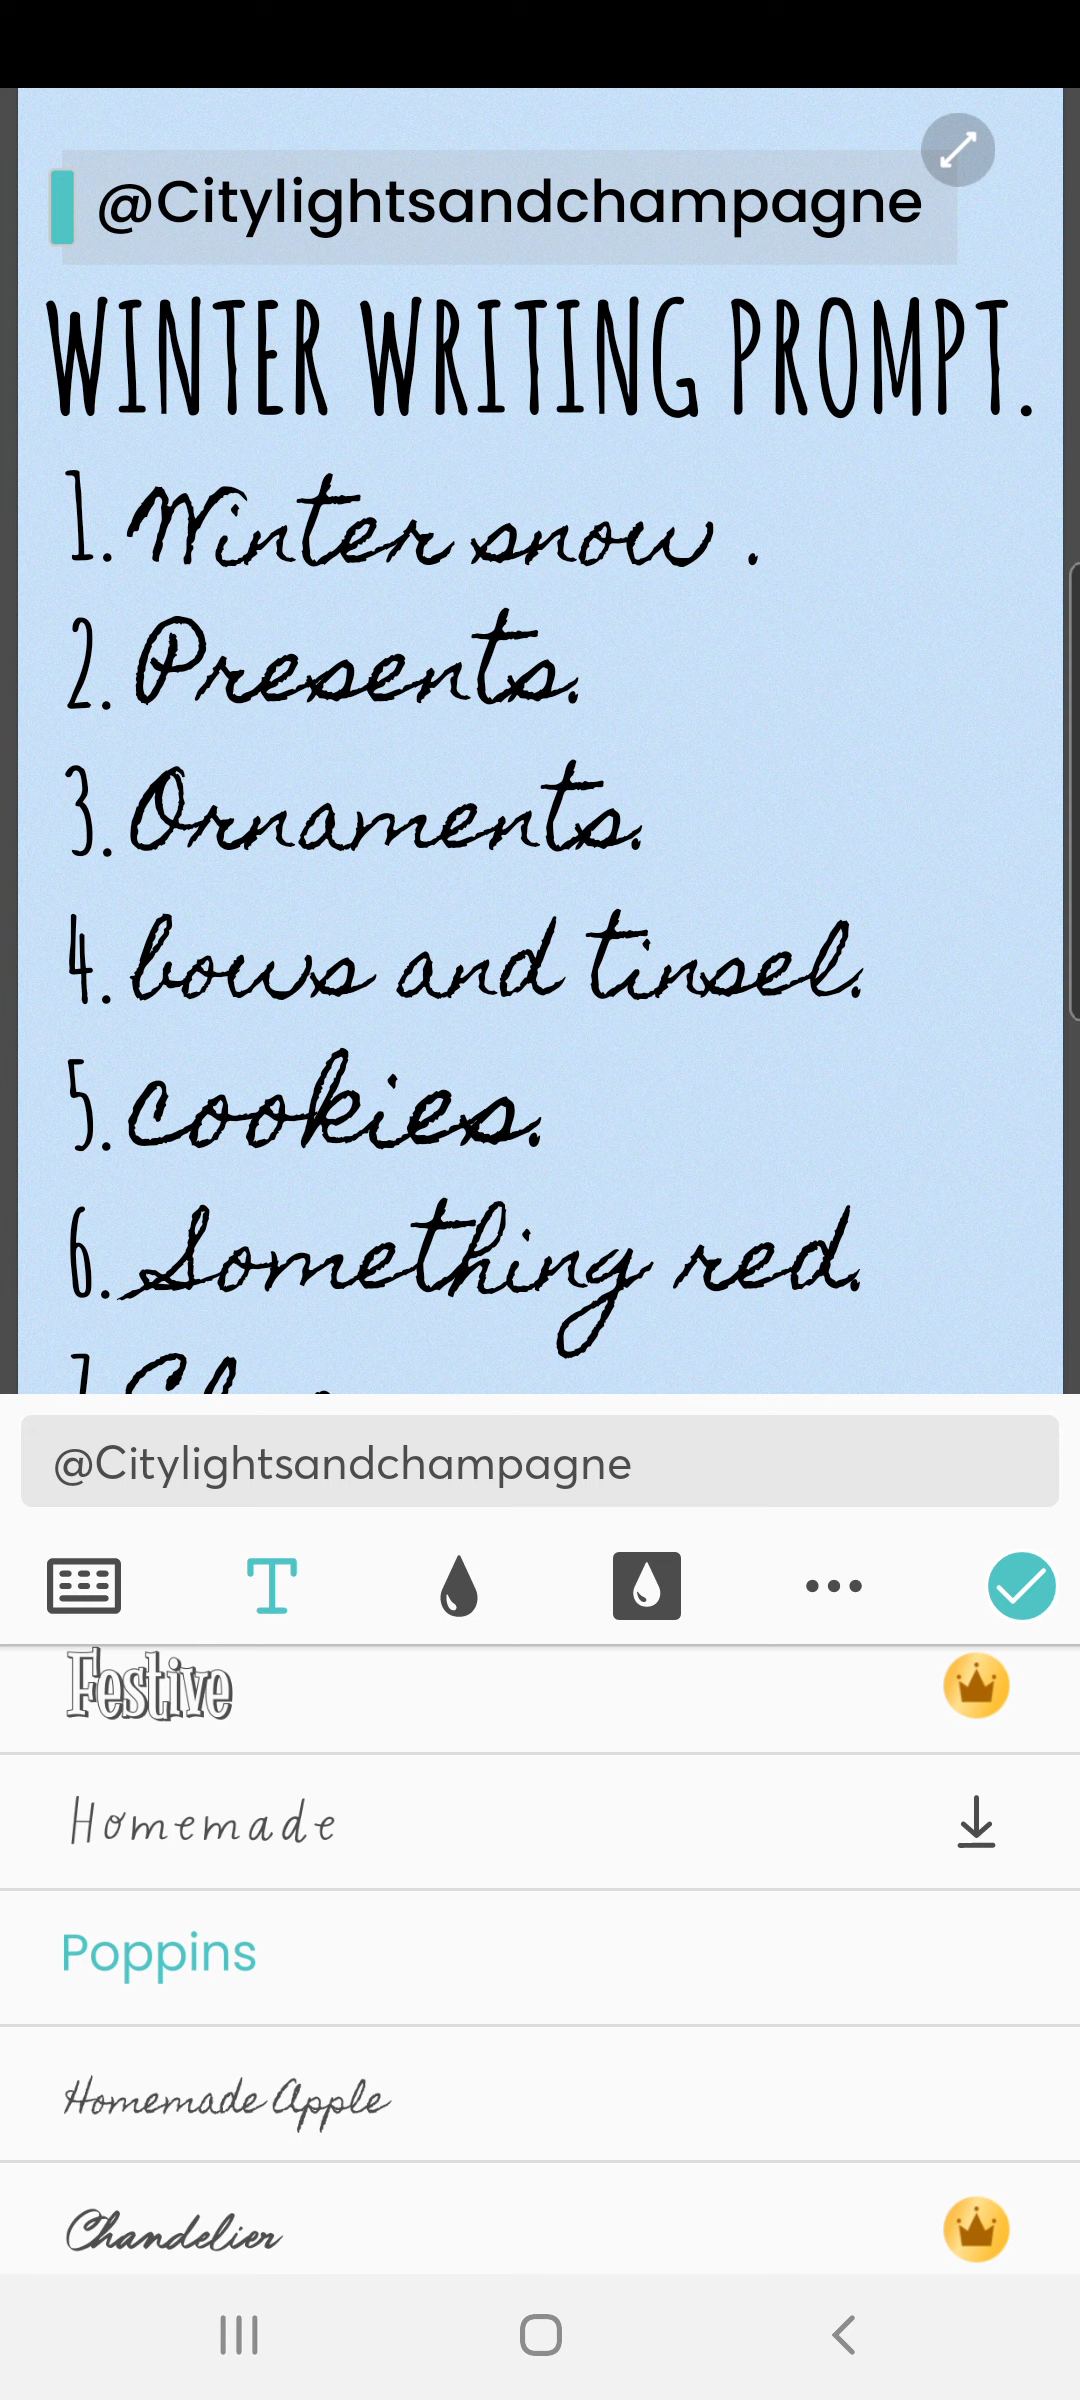 @Citylightsandchampagne
WINTER WRITING PROMPT.
1. Winter snow .
2. Presents.
3. Ornaments.
4. bows and tinsel.
5. cookies.
6. Something red.
7.
@Citylightsandchampagne
T
Festive
Homemade
Poppins
Homemade Apple
Chandelier